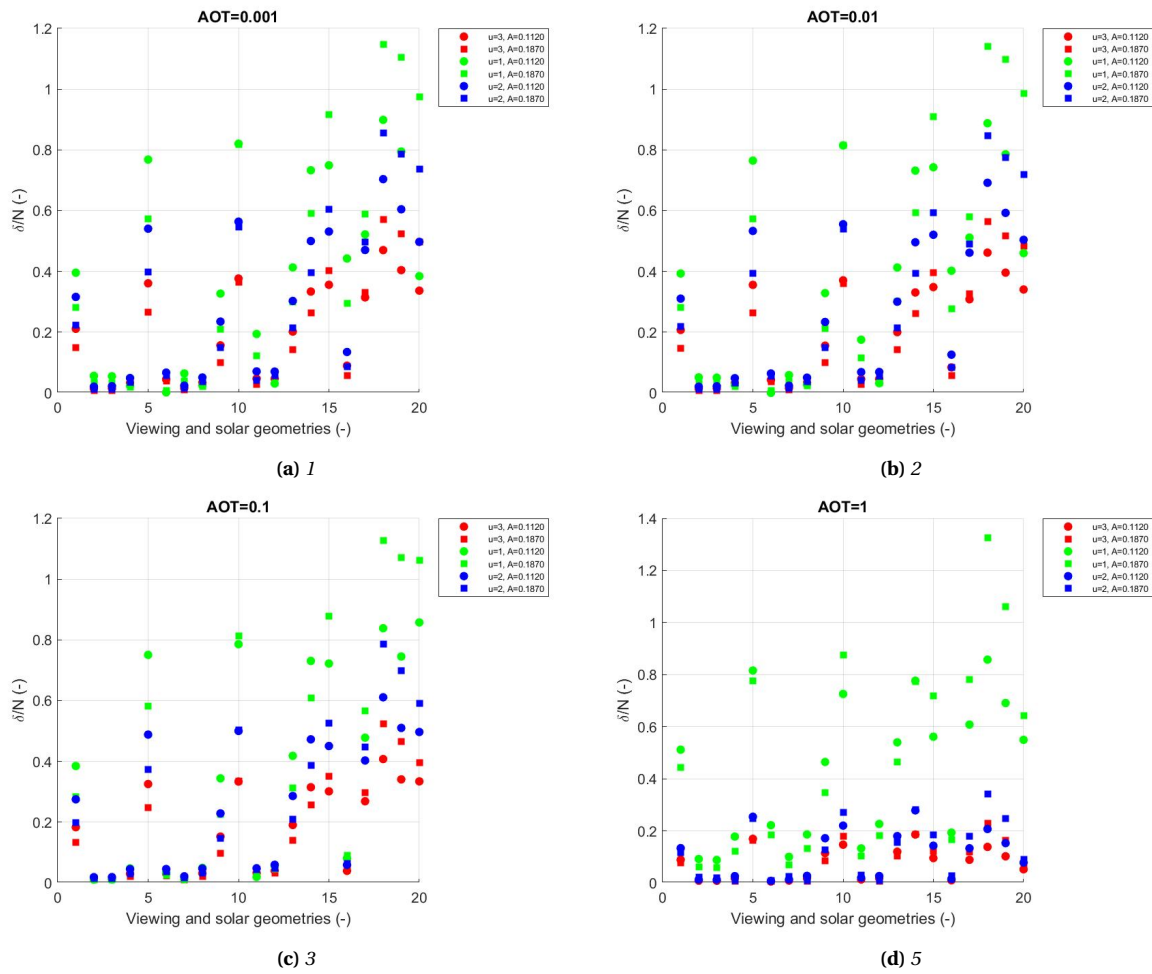 AOT=0.001
1.2
1
0.8
0.6
0.4
0.2
0
0 5 10 15 20
δ/N (-)
Viewing and solar geometries (-)
u=3, A=0.1120
u=3, A=0.1870
u=1, A=0.1120
u=1, A=0.1870
u=2, A=0.1120
u=2, A=0.1870
(a) 1
AOT=0.01
1.2
1
0.8
0.6
0.4
0.2
0
0 5 10 15 20
δ/N (-)
Viewing and solar geometries (-)
u=3, A=0.1120
u=3, A=0.1870
u=1, A=0.1120
u=1, A=0.1870
u=2, A=0.1120
u=2, A=0.1870
(b) 2
AOT=0.1
1.2
1
0.8
0.6
0.4
0.2
0
0 5 10 15 20
δ/N (-)
Viewing and solar geometries (-)
u=3, A=0.1120
u=3, A=0.1870
u=1, A=0.1120
u=1, A=0.1870
u=2, A=0.1120
u=2, A=0.1870
(c) 3
AOT=1
1.4
1.2
1
0.8
0.6
0.4
0.2
0
0 5 10 15 20
δ/N (-)
Viewing and solar geometries (-)
u=3, A=0.1120
u=3, A=0.1870
u=1, A=0.1120
u=1, A=0.1870
u=2, A=0.1120
u=2, A=0.1870
(d) 5